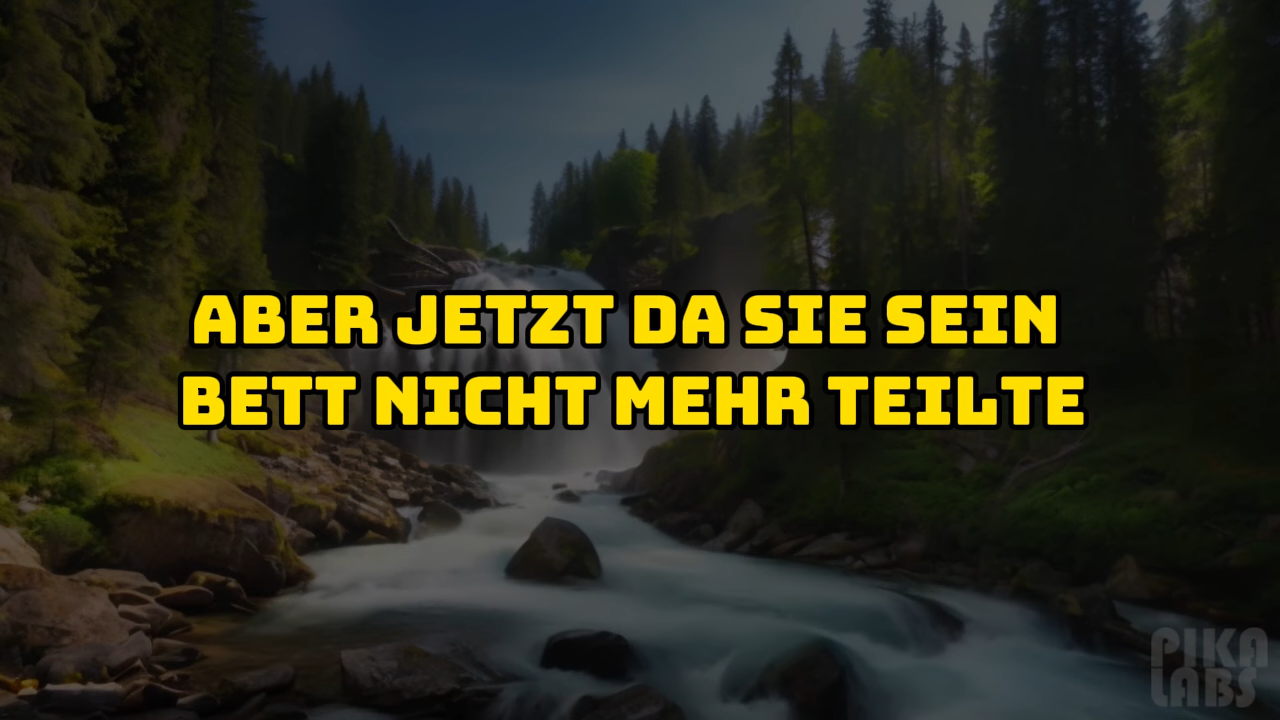 ABER JETZT DA SIE SEIN
BETT NICHT MEHR TEILTE
PIKA
LABS